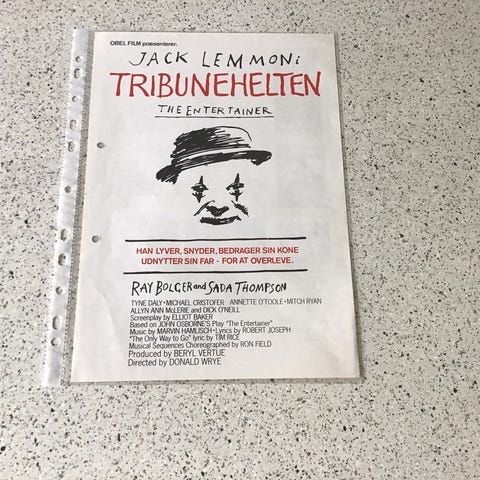 OBEL FILM præsenterer:
JACK LEMMON i
TRIBUNEHELTEN
THE ENTERTAINER
HAN LYVER, SNYDER, BEDRAGER SIN KONE
UDNYTTER SIN FAR - FOR AT OVERLEVE.
RAY BOLGER and SADA THOMPSON
TYNE DALY • MICHAEL CRISTOFER ANNETTE O'TOOLE • MITCH RYAN
ALLYN ANN McLERIE and DICK O'NEILL
Screenplay by ELLIOT BAKER
Based on JOHN OSBORNE'S Play "The Entertainer"
Music by MARVIN HAMLISCH • Lyrics by ROBERT JOSEPH
"The Only Way to Go" lyric by TIM RICE
Musical Sequences Choreographed by RON FIELD
Produced by BERYL VERTUE
Directed by DONALD WRYE